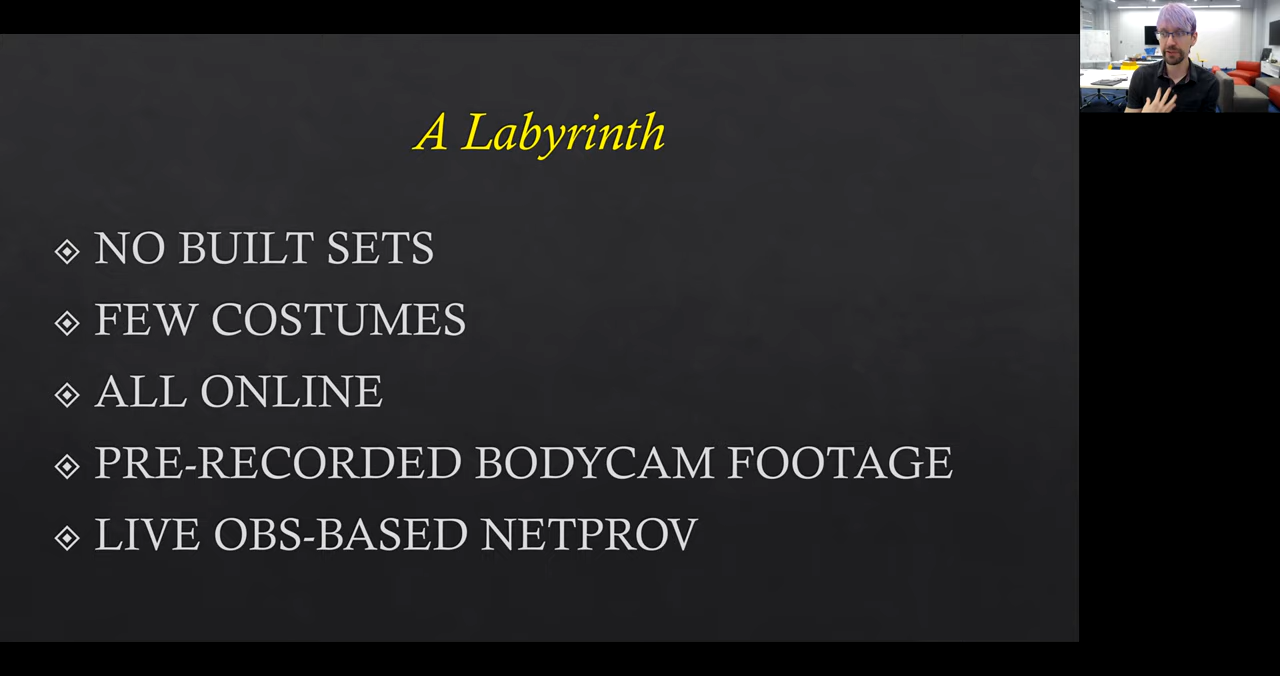 A Labyrinth
NO BUILT SETS
FEW COSTUMES
ALL ONLINE
PRE-RECORDED BODYCAM FOOTAGE
LIVE OBS-BASED NETPROV